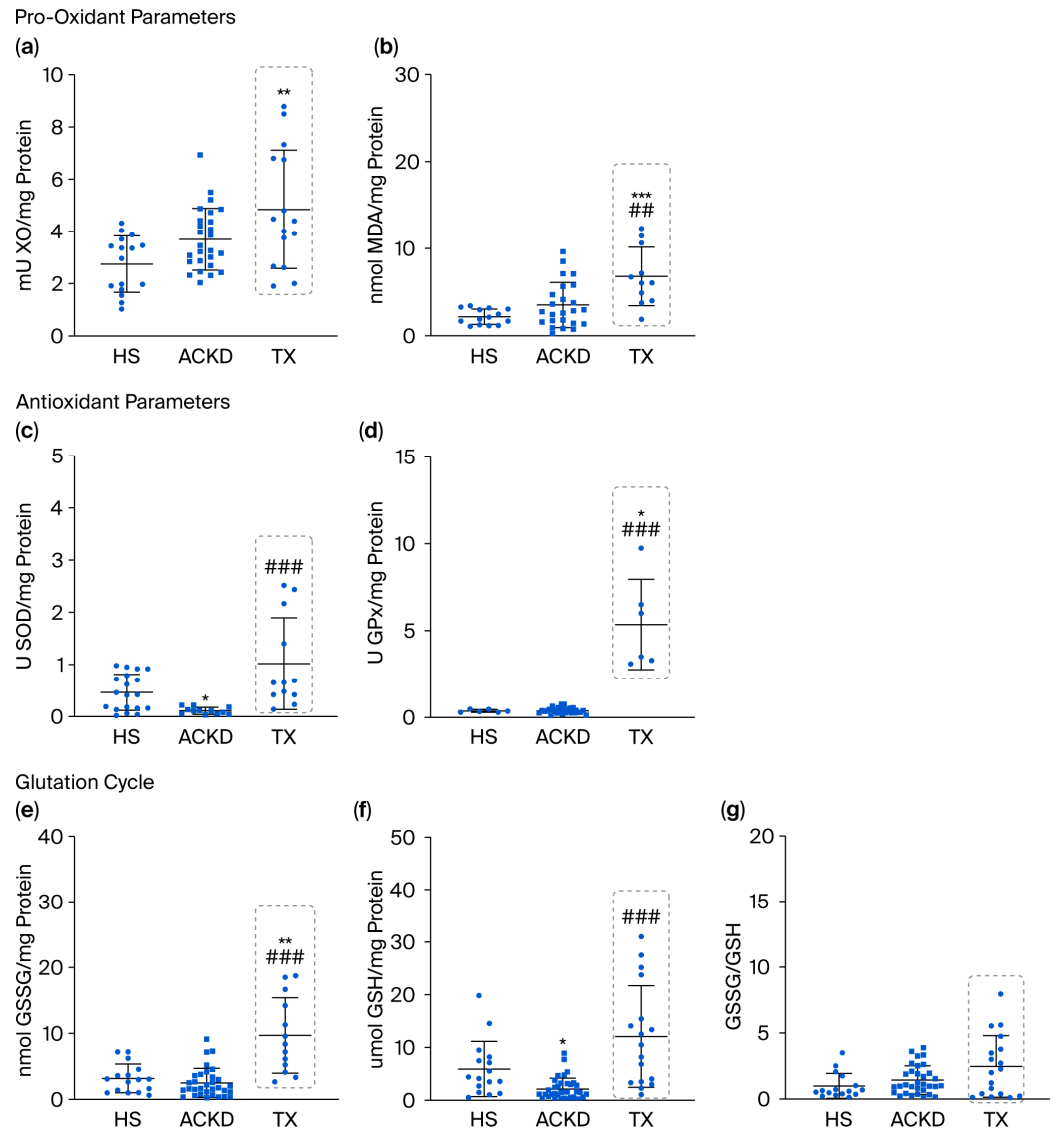 Pro-Oxidant Parameters
(a)
mU XO/mg Protein
10
8
6
4
2
0
**
HS ACKD TX
(b)
nmol MDA/mg Protein
30
20
10
0
***
##
HS ACKD TX
Antioxidant Parameters
(c)
U SOD/mg Protein
5
4
3
2
1
0
*
###
HS ACKD TX
(d)
U GPx/mg Protein
15
10
5
0
*
###
HS ACKD TX
Glutation Cycle
(e)
nmol GSSG/mg Protein
40
30
20
10
0
**
###
HS ACKD TX
(f)
umol GSH/mg Protein
50
40
30
20
10
0
*
###
HS ACKD TX
(g)
GSSG/GSH
20
15
10
5
0
HS ACKD TX